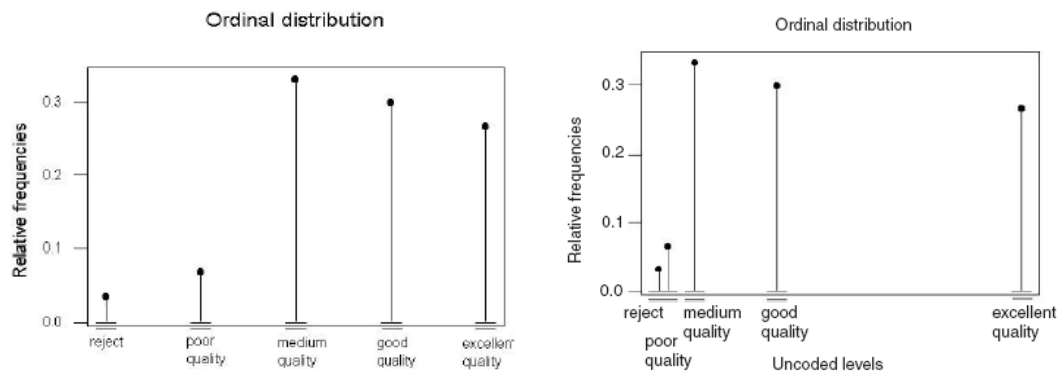 Ordinal distribution
Relative frequencies
0.3
0.2
0.1
0.0
reject
poor
quality
medium
quality
good
quality
excellent
quality
Ordinal distribution
Relative frequencies
0.3
0.2
0.1
0.0
reject
poor
quality
medium
quality
good
quality
excellent
quality
Uncoded levels